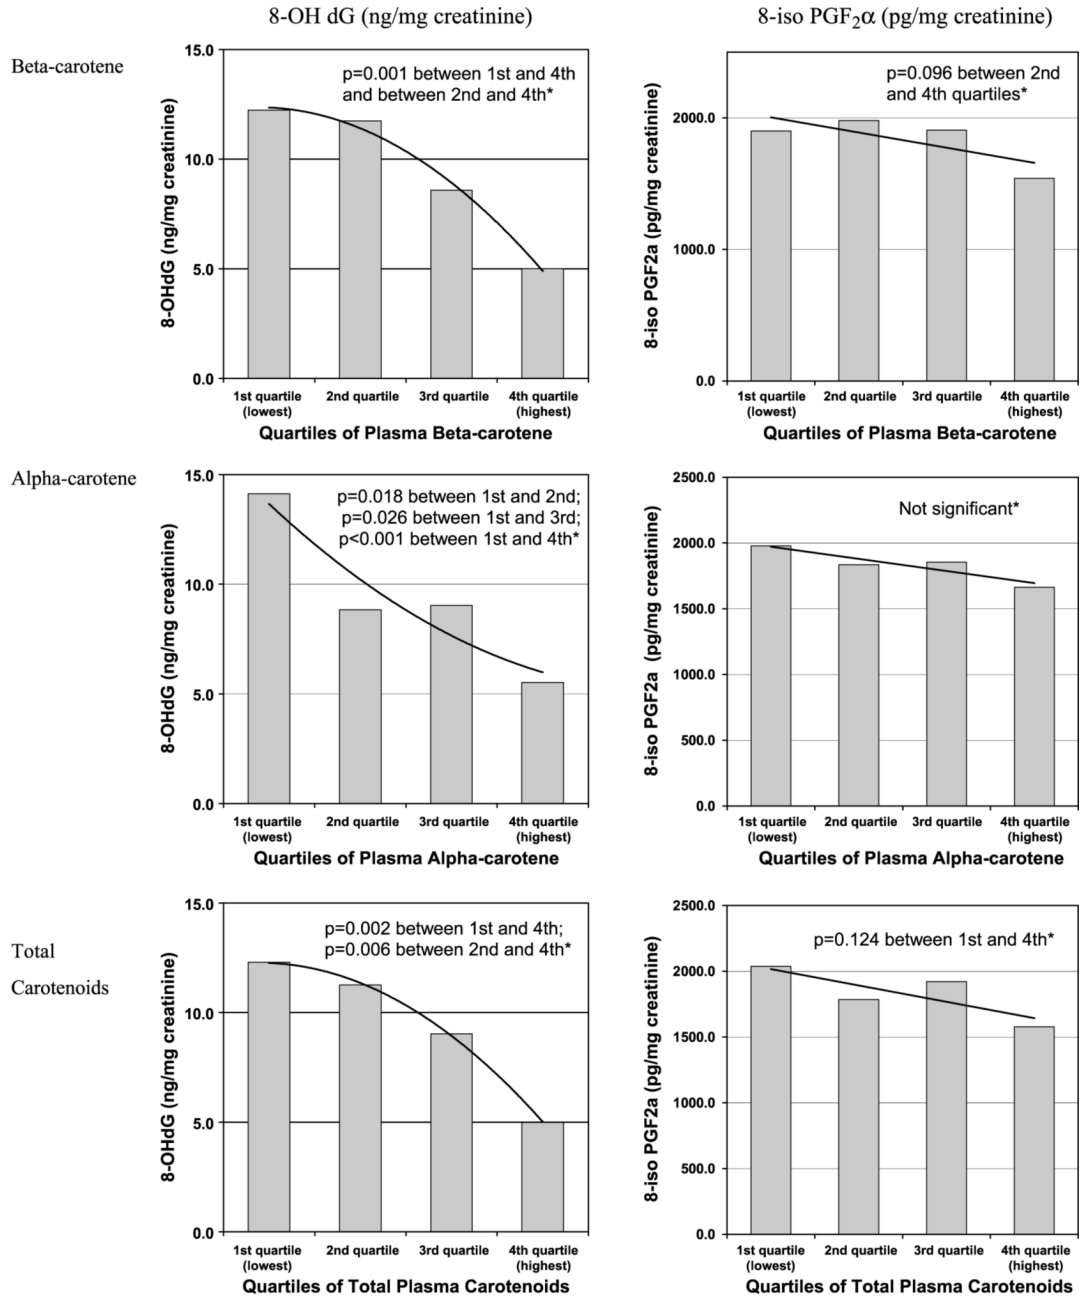 8-OH dG (ng/mg creatinine)
8-iso PGF2α (pg/mg creatinine)
Beta-carotene
8-OHdG (ng/mg creatinine)
15.0
10.0
5.0
0.0
p=0.001 between 1st and 4th
and between 2nd and 4th*
1st quartile
(lowest)
2nd quartile
3rd quartile
4th quartile
(highest)
Quartiles of Plasma Beta-carotene
8-iso PGF2a (pg/mg creatinine)
2000.0
1000.0
0.0
p=0.096 between 2nd
and 4th quartiles*
1st quartile
(lowest)
2nd quartile
3rd quartile
4th quartile
(highest)
Quartiles of Plasma Beta-carotene
Alpha-carotene
8-OHdG (ng/mg creatinine)
15.0
10.0
5.0
0.0
p=0.018 between 1st and 2nd;
p=0.026 between 1st and 3rd;
p<0.001 between 1st and 4th*
1st quartile
(lowest)
2nd quartile
3rd quartile
4th quartile
(highest)
Quartiles of Plasma Alpha-carotene
8-iso PGF2a (pg/mg creatinine)
2500.0
2000.0
1500.0
1000.0
500.0
0.0
Not significant*
1st quartile
(lowest)
2nd quartile
3rd quartile
4th quartile
(highest)
Quartiles of Plasma Alpha-carotene
Total
Carotenoids
8-OHdG (ng/mg creatinine)
15.0
10.0
5.0
0.0
p=0.002 between 1st and 4th;
p=0.006 between 2nd and 4th*
1st quartile
(lowest)
2nd quartile
3rd quartile
4th quartile
(highest)
Quartiles of Total Plasma Carotenoids
8-iso PGF2a (pg/mg creatinine)
2500.0
2000.0
1500.0
1000.0
500.0
0.0
p=0.124 between 1st and 4th*
1st quartile
(lowest)
2nd quartile
3rd quartile
4th quartile
(highest)
Quartiles of Total Plasma Carotenoids